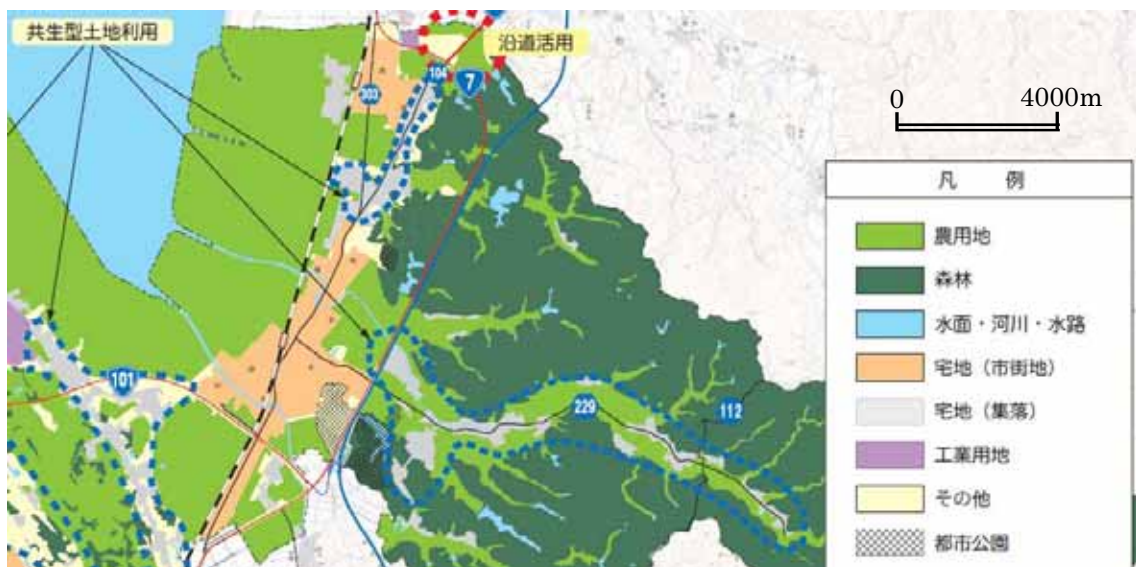 共生型土地利用
沿道活用
104
7
303
0 4000m
凡 例
農用地
森林
水面・河川・水路
宅地（市街地）
宅地（集落）
工業用地
その他
都市公園
101
229
112